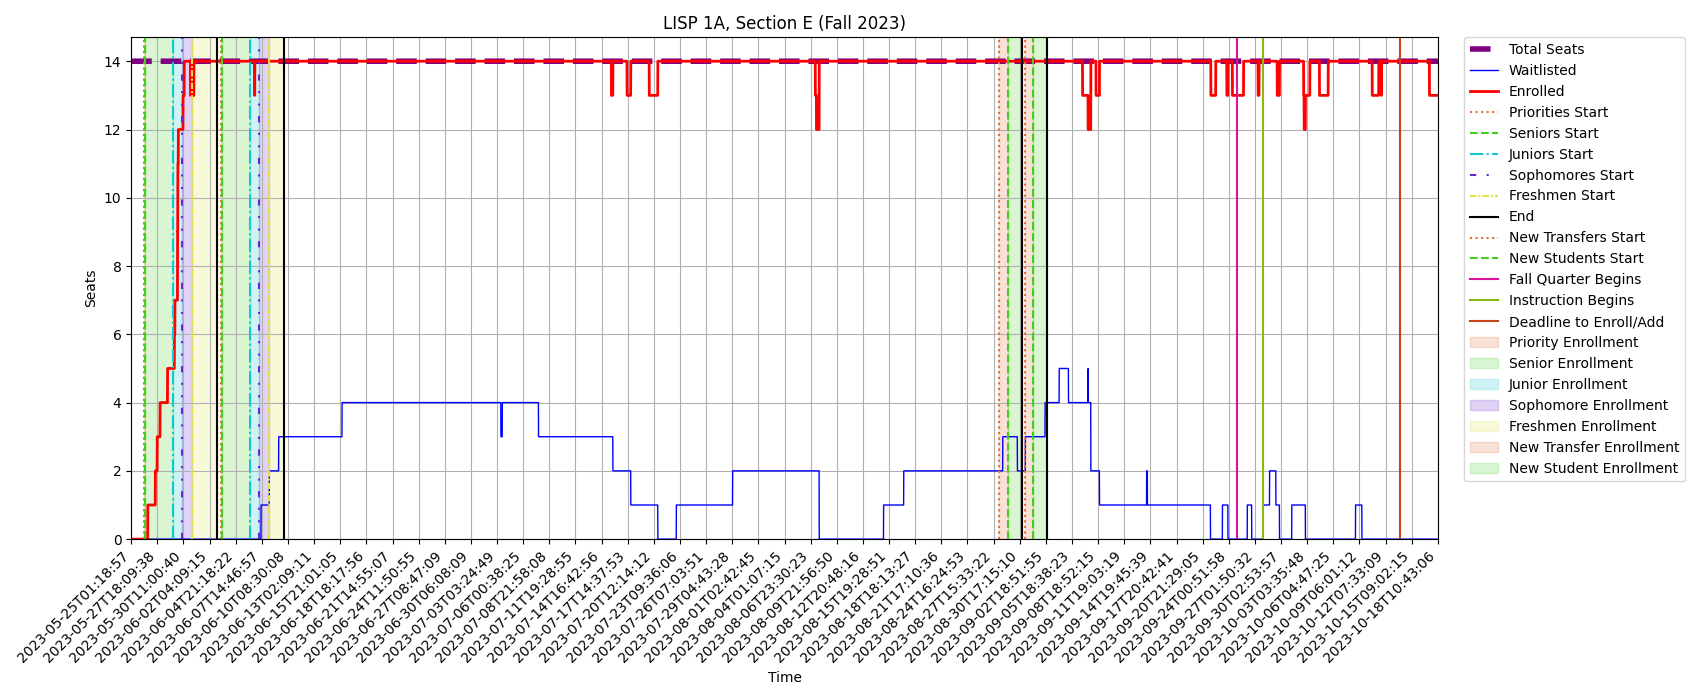 LISP 1A, Section E (Fall 2023)
Seats
14
12
10
8
6
4
2
0
2023-05-25T01:18:57
2023-05-27T18:09:38
2023-05-30T11:00:40
2023-06-02T04:09:15
2023-06-04T21:18:22
2023-06-07T14:46:57
2023-06-10T08:30:08
2023-06-13T02:09:11
2023-06-15T21:01:05
2023-06-18T18:17:56
2023-06-21T14:55:07
2023-06-24T11:50:55
2023-06-27T08:47:09
2023-06-30T06:08:09
2023-07-03T03:24:49
2023-07-06T00:38:25
2023-07-08T21:58:08
2023-07-11T19:28:55
2023-07-14T16:42:56
2023-07-17T14:37:53
2023-07-20T12:14:12
2023-07-23T09:36:06
2023-07-26T07:03:51
2023-07-29T04:43:28
2023-08-01T02:42:45
2023-08-04T01:07:15
2023-08-06T23:30:23
2023-08-09T21:56:50
2023-08-12T20:48:16
2023-08-15T19:28:51
2023-08-18T18:13:27
2023-08-21T17:10:36
2023-08-24T16:24:53
2023-08-27T15:33:22
2023-08-30T17:15:10
2023-09-02T18:51:55
2023-09-05T18:38:23
2023-09-08T18:52:15
2023-09-11T19:03:19
2023-09-14T19:45:39
2023-09-17T20:42:41
2023-09-20T21:29:05
2023-09-24T00:51:58
2023-09-27T01:50:32
2023-09-30T02:53:57
2023-10-03T03:35:48
2023-10-06T04:47:25
2023-10-09T06:01:12
2023-10-12T07:33:09
2023-10-15T09:02:15
2023-10-18T10:43:06
Time
Total Seats
Waitlisted
Enrolled
Priorities Start
Seniors Start
Juniors Start
Sophomores Start
Freshmen Start
End
New Transfers Start
New Students Start
Fall Quarter Begins
Instruction Begins
Deadline to Enroll/Add
Priority Enrollment
Senior Enrollment
Junior Enrollment
Sophomore Enrollment
Freshmen Enrollment
New Transfer Enrollment
New Student Enrollment